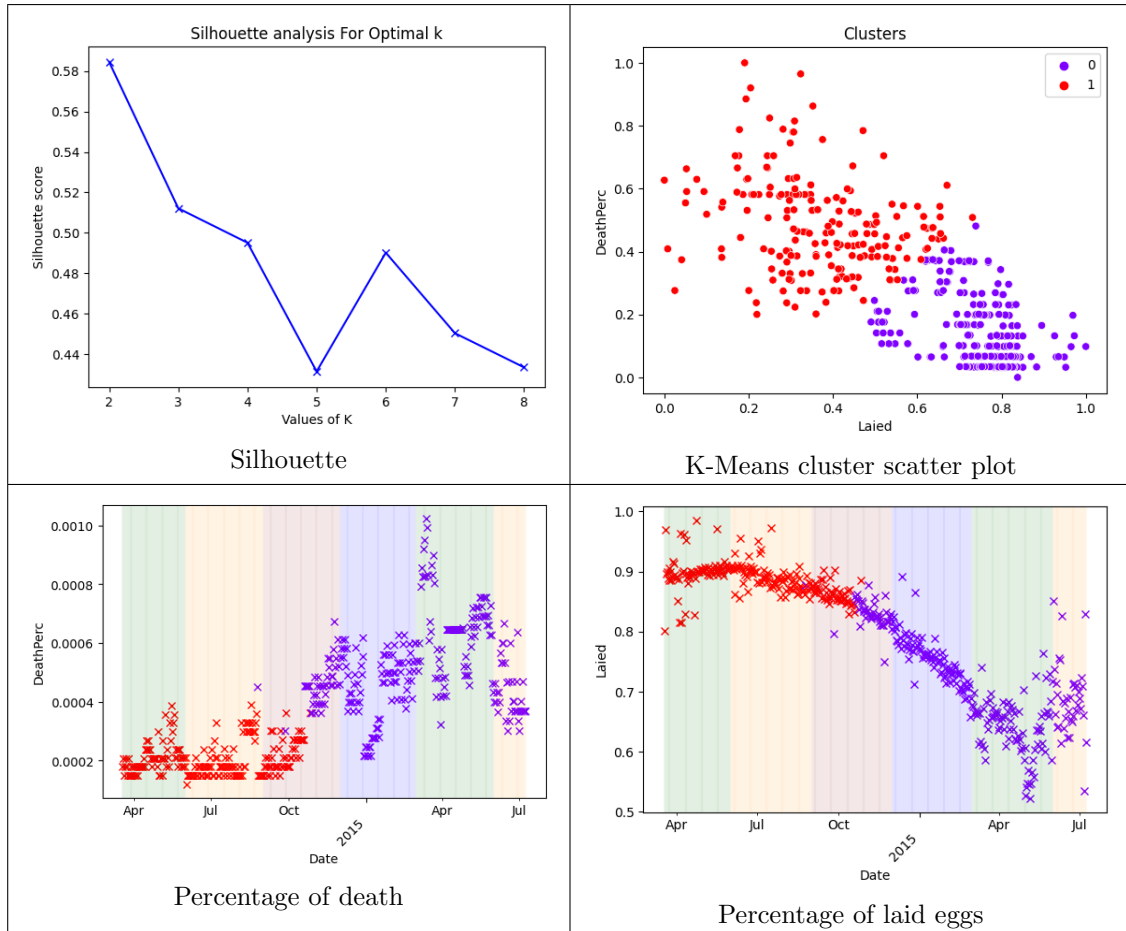 Silhouette analysis For Optimal k
Silhouette score
0.58
0.56
0.54
0.52
0.50
0.48
0.46
0.44
2 3 4 5 6 7 8
Values of K
Silhouette
Clusters
0
1
DeathPerc
1.0
0.8
0.6
0.4
0.2
0.0
0.0 0.2 0.4 0.6 0.8 1.0
Laied
K-Means cluster scatter plot
DeathPerc
0.0010
0.0008
0.0006
0.0004
0.0002
Apr Jul Oct 2015 Apr Jul
Date
Percentage of death
Laied
1.0
0.9
0.8
0.7
0.6
0.5
Apr Jul Oct 2015 Apr Jul
Date
Percentage of laid eggs